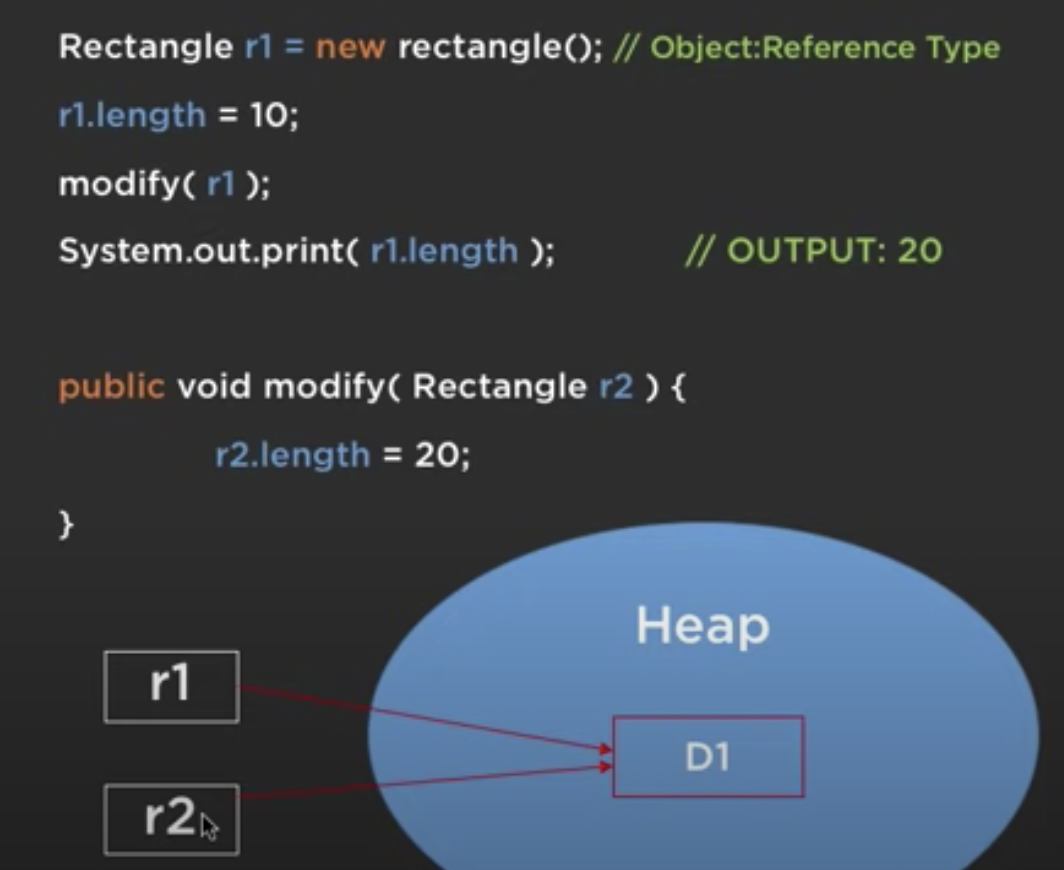 Rectangle r1 = new rectangle(); // Object:Reference Type
r1.length = 10;
modify( r1 );
System.out.print( r1.length ); // OUTPUT: 20
public void modify( Rectangle r2 ) {
r2.length = 20;
}
Heap
r1
D1
r2